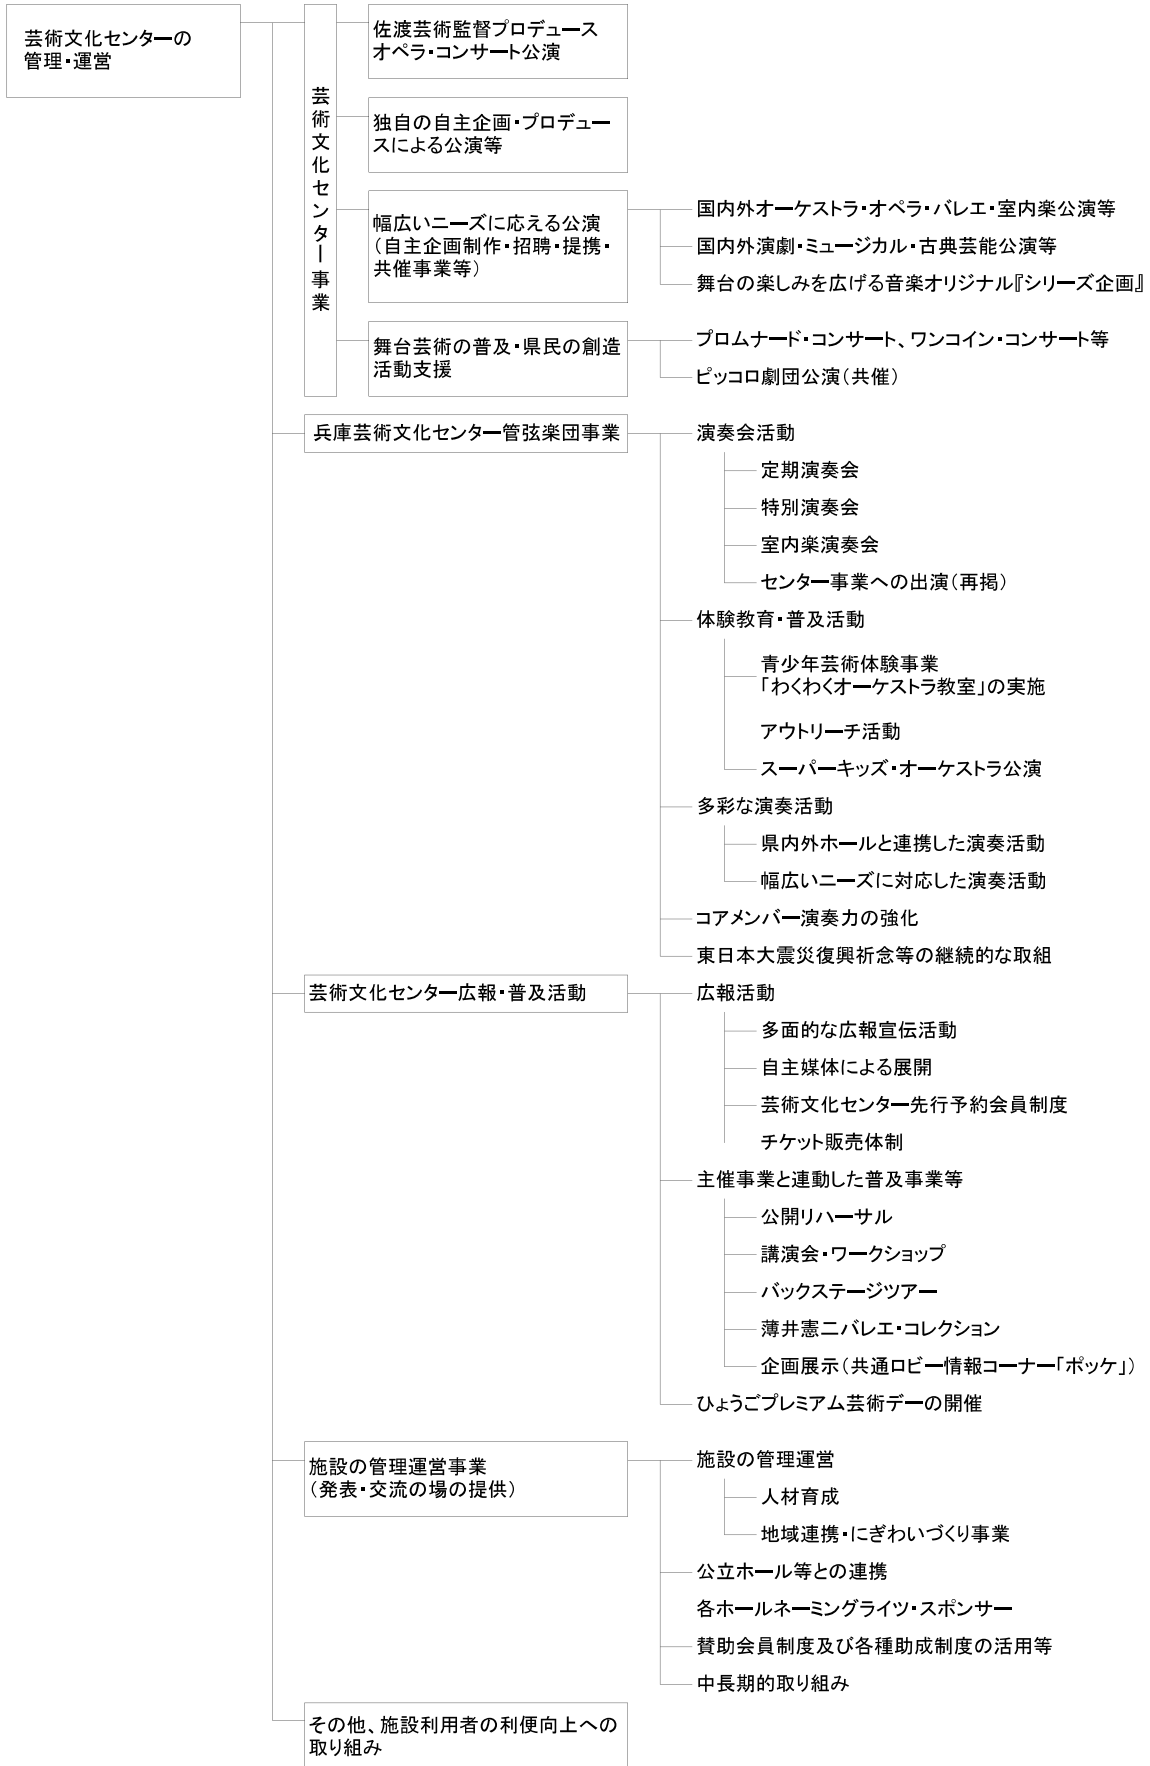 芸術文化センターの
管理・運営
芸術文化センター事業
佐渡芸術監督プロデュース
オペラ・コンサート公演
独自の自主企画・プロデュー
スによる公演等
幅広いニーズに応える公演
(自主企画制作・招聘・提携・
共催事業等)
国内外オーケストラ・オペラ・バレエ・室内楽公演等
国内外演劇・ミュージカル・古典芸能公演等
舞台の楽しみを広げる音楽オリジナル『シリーズ企画』
舞台芸術の普及・県民の創造
活動支援
プロムナード・コンサート、ワンコイン・コンサート等
ピッコロ劇団公演(共催)
兵庫芸術文化センター管弦楽団事業
演奏会活動
定期演奏会
特別演奏会
室内楽演奏会
センター事業への出演(再掲)
体験教育・普及活動
青少年芸術体験事業
「わくわくオーケストラ教室」の実施
アウトリーチ活動
スーパーキッズ・オーケストラ公演
多彩な演奏活動
県内外ホールと連携した演奏活動
幅広いニーズに対応した演奏活動
コアメンバー演奏力の強化
東日本大震災復興祈念等の継続的な取組
芸術文化センター広報・普及活動
広報活動
多面的な広報宣伝活動
自主媒体による展開
芸術文化センター先行予約会員制度
チケット販売体制
主催事業と連動した普及事業等
公開リハーサル
講演会・ワークショップ
バックステージツアー
薄井憲二バレエ・コレクション
企画展示(共通ロビー情報コーナー「ポッケ」)
ひょうごプレミアム芸術デーの開催
施設の管理運営事業
(発表・交流の場の提供)
施設の管理運営
人材育成
地域連携・にぎわいづくり事業
公立ホール等との連携
各ホールネーミングライツ・スポンサー
賛助会員制度及び各種助成制度の活用等
中長期的取り組み
その他、施設利用者の利便向上への
取り組み